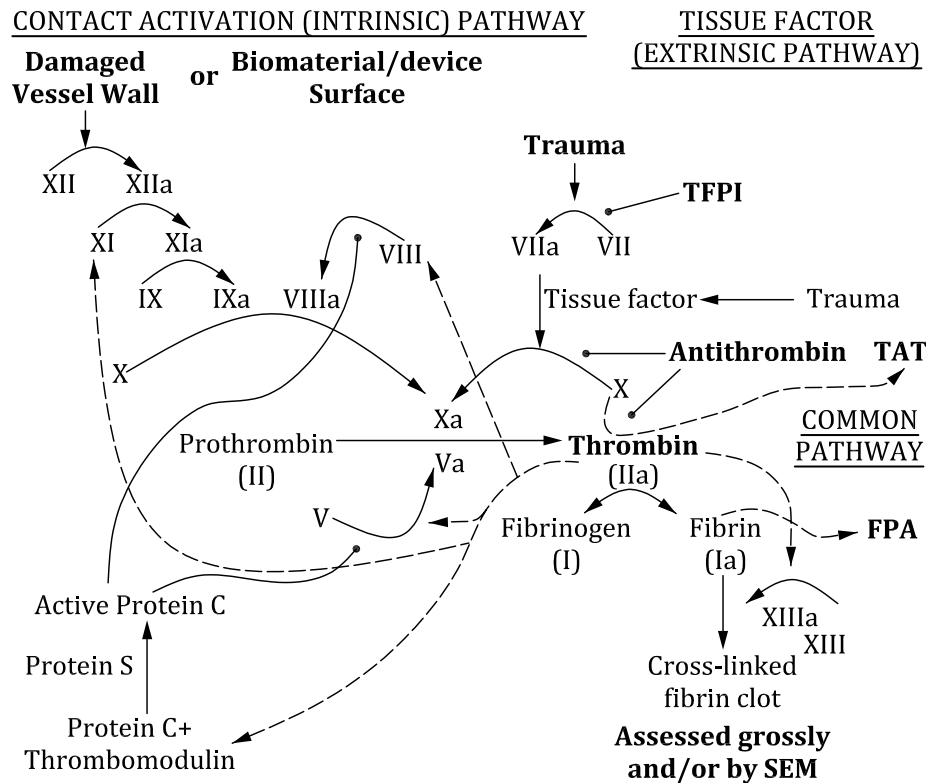 CONTACT ACTIVATION (INTRINSIC) PATHWAY
TISSUE FACTOR
(EXTRINSIC PATHWAY)
Damaged
Vessel Wall
or
Biomaterial/device
Surface
Trauma
TFPI
XII
XIIa
XI
XIa
VIII
VIIa
VII
IX
IXa
VIIIa
Tissue factor
Trauma
X
Antithrombin
TAT
X
Xa
COMMON
PATHWAY
Prothrombin
(II)
Thrombin
(IIa)
Va
V
Fibrinogen
(I)
Fibrin
(Ia)
FPA
Active Protein C
XIIIa
XIII
Protein S
Cross-linked
fibrin clot
Protein C+
Thrombomodulin
Assessed grossly
and/or by SEM